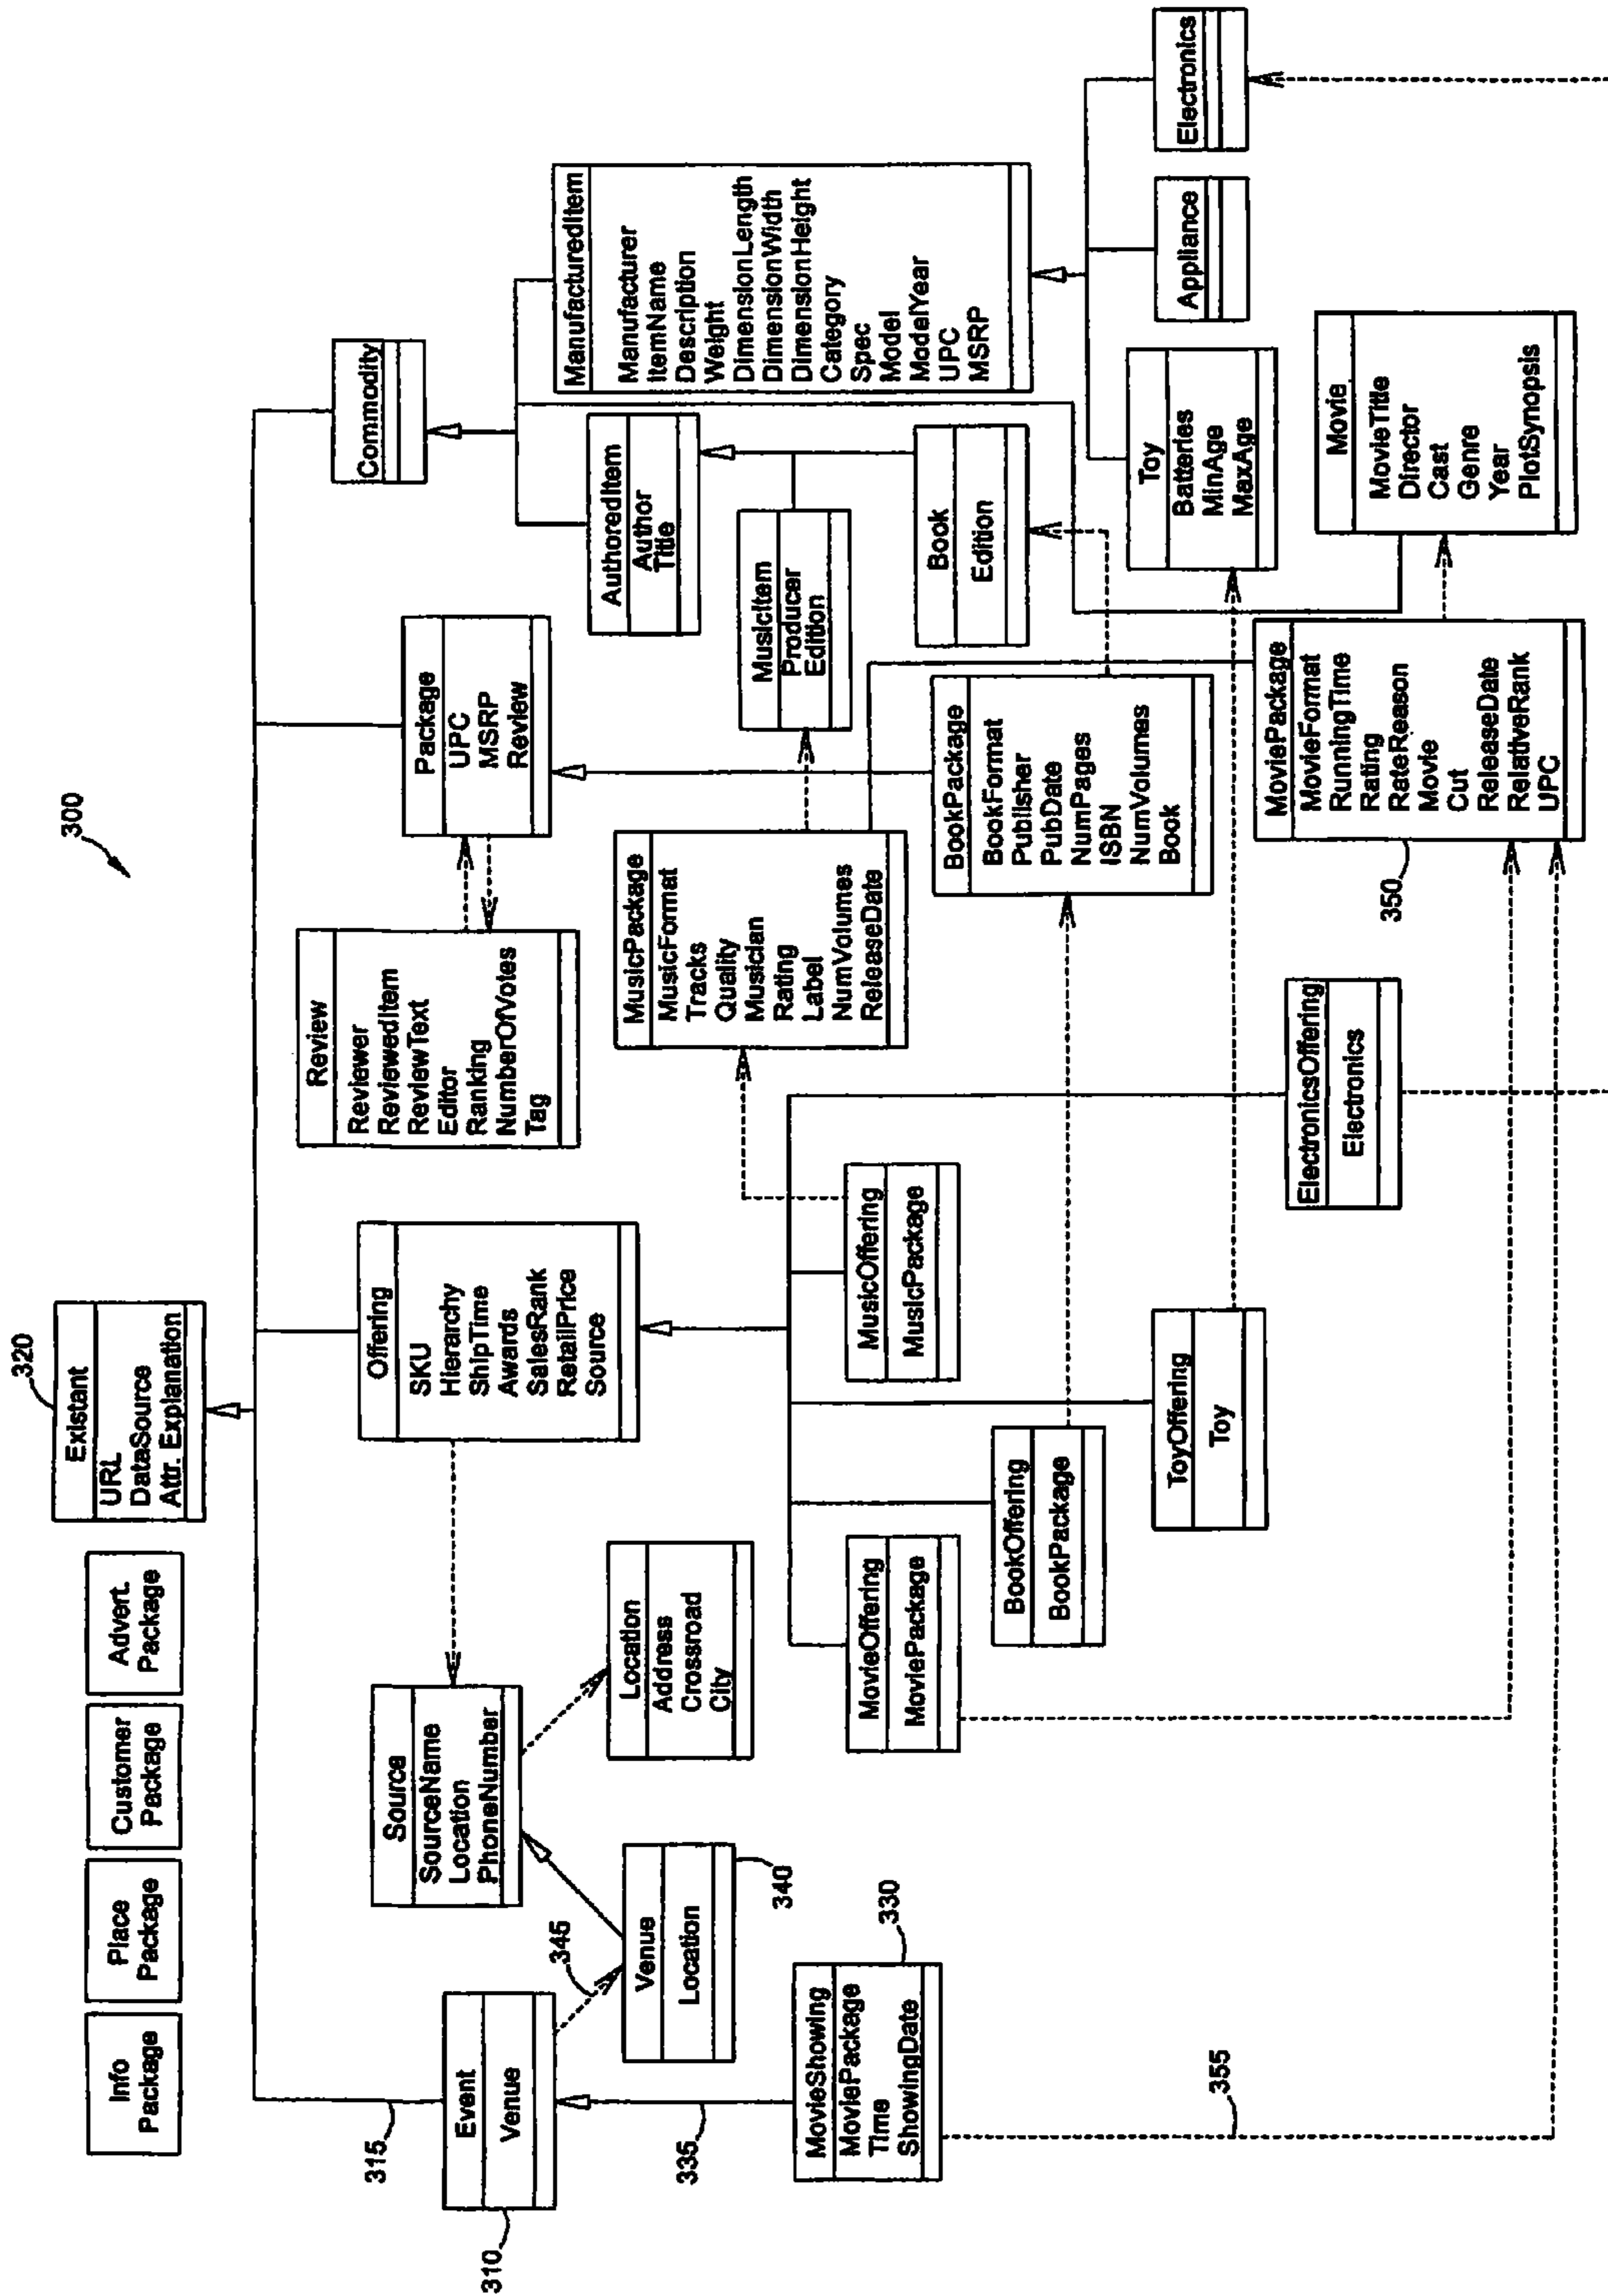 300
Info
Package
Place
Package
Customer
Package
Advert.
Package
320
Existant
URL
DataSource
Attr. Explanation
315
310
Event
Venue
345
Source
SourceName
Location
PhoneNumber
Offering
SKU
Hierarchy
ShipTime
Awards
SalesRank
RetailPrice
Source
Review
Reviewer
ReviewedItem
ReviewText
Editor
Ranking
NumberOfVotes
Tag
Package
UPC
MSRP
Review
Commodity
Venue
Location
340
Location
Address
Crossroad
City
AuthoredItem
Author
Title
ManufacturedItem
Manufacturer
ItemName
Description
Weight
DimensionLength
DimensionWidth
DimensionHeight
Category
Spec
Model
ModelYear
UPC
MSRP
335
MovieShowing
MoviePackage
Time
ShowingDate
330
MusicPackage
MusicFormat
Tracks
Quality
Musician
Rating
Label
NumVolumes
ReleaseDate
MusicItem
Producer
Edition
MovieOffering
MoviePackage
MusicOffering
MusicPackage
BookOffering
BookPackage
BookPackage
BookFormat
Publisher
PubDate
NumPages
ISBN
NumVolumes
Book
Book
Edition
ToyOffering
Toy
Toy
Batteries
MinAge
MaxAge
Appliance
Electronics
ElectronicsOffering
Electronics
350
MoviePackage
MovieFormat
RunningTime
Rating
RateReason
Movie
Cut
ReleaseDate
RelativeRank
UPC
Movie
MovieTitle
Director
Cast
Genre
Year
PlotSynopsis
355